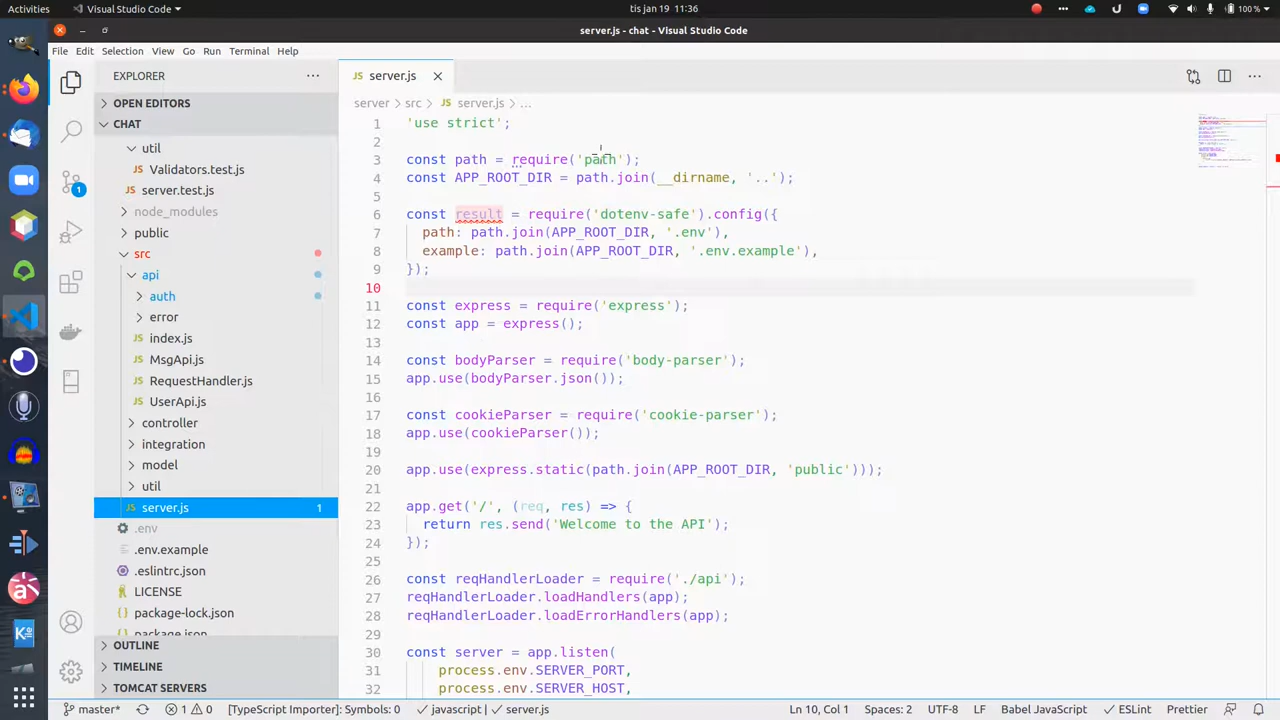 Activities
Visual Studio Code
tis jan 19 11:36
100 %
server.js - chat - Visual Studio Code
File Edit Selection View Go Run Terminal Help
EXPLORER
OPEN EDITORS
CHAT
util
Validators.test.js
server.test.js
node_modules
public
src
api
auth
error
index.js
MsgApi.js
RequestHandler.js
UserApi.js
controller
integration
model
util
server.js 1
.env
.env.example
.eslintrc.json
LICENSE
package-lock.json
package.json
OUTLINE
TIMELINE
TOMCAT SERVERS
1
JS server.js
server > src > JS server.js > ...
1 'use strict';
2
3 const path = require('path');
4 const APP_ROOT_DIR = path.join(__dirname, '..');
5
6 const result = require('dotenv-safe').config({
7 path: path.join(APP_ROOT_DIR, '.env'),
8 example: path.join(APP_ROOT_DIR, '.env.example'),
9 });
10
11 const express = require('express');
12 const app = express();
13
14 const bodyParser = require('body-parser');
15 app.use(bodyParser.json());
16
17 const cookieParser = require('cookie-parser');
18 app.use(cookieParser());
19
20 app.use(express.static(path.join(APP_ROOT_DIR, 'public')));
21
22 app.get('/', (req, res) => {
23 return res.send('Welcome to the API');
24 });
25
26 const reqHandlerLoader = require('./api');
27 reqHandlerLoader.loadHandlers(app);
28 reqHandlerLoader.loadErrorHandlers(app);
29
30 const server = app.listen(
31 process.env.SERVER_PORT,
32 process.env.SERVER_HOST,
master* 1 0 [TypeScript Importer]: Symbols: 0 ✓ javascript | ✓ server.js Ln 10, Col 1 Spaces: 2 UTF-8 LF Babel JavaScript ✓ ESLint Prettier